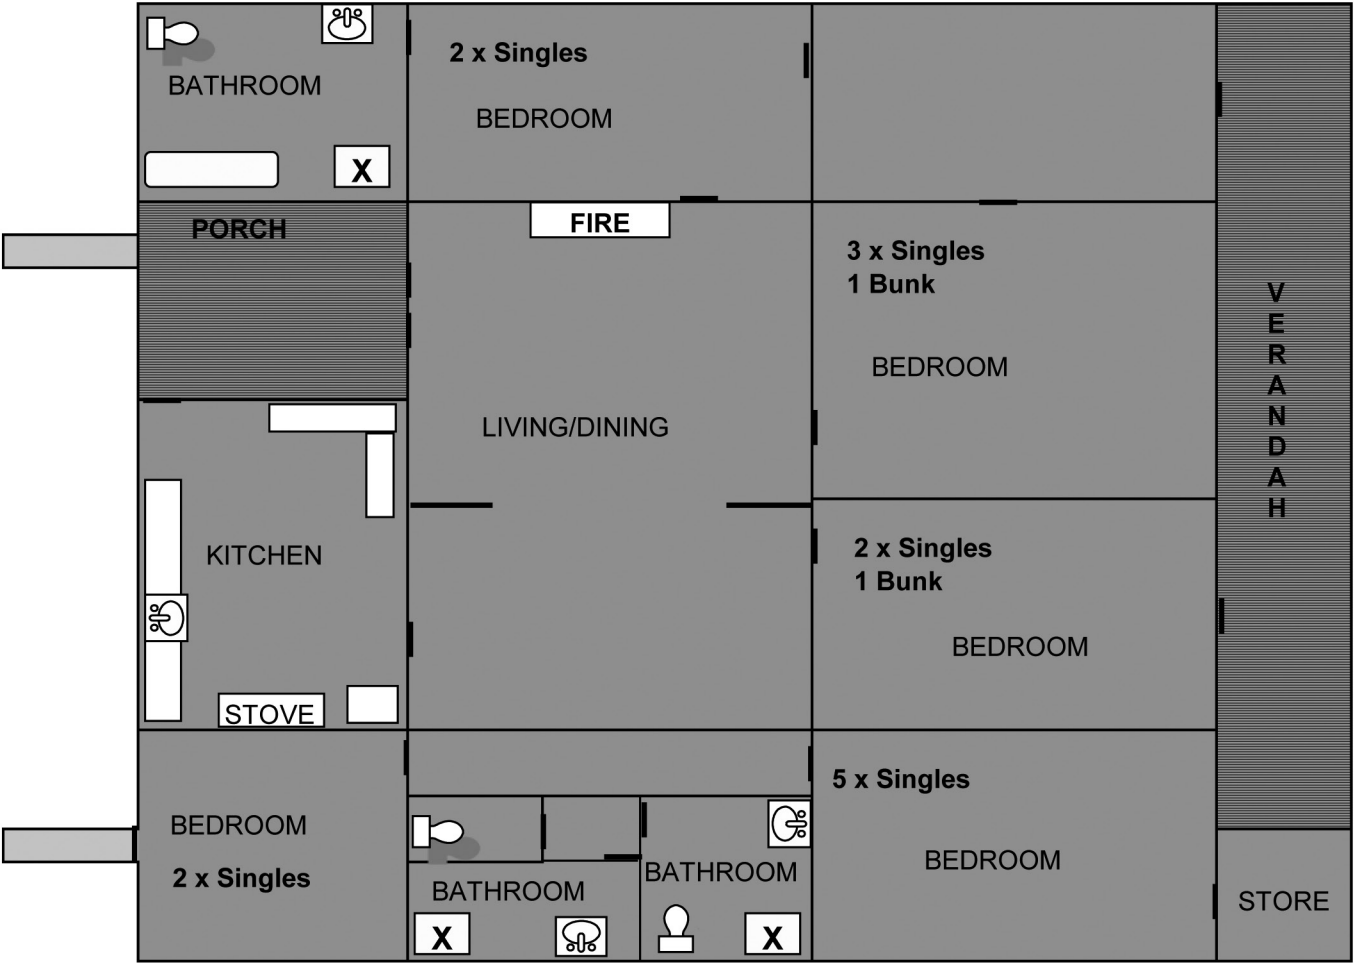 2 x Singles
BATHROOM
BEDROOM
X
PORCH
FIRE
3 x Singles
1 Bunk
BEDROOM
VERANDAH
LIVING/DINING
KITCHEN
2 x Singles
1 Bunk
BEDROOM
STOVE
5 x Singles
BEDROOM
2 x Singles
BATHROOM
BATHROOM
BEDROOM
STORE
X
X